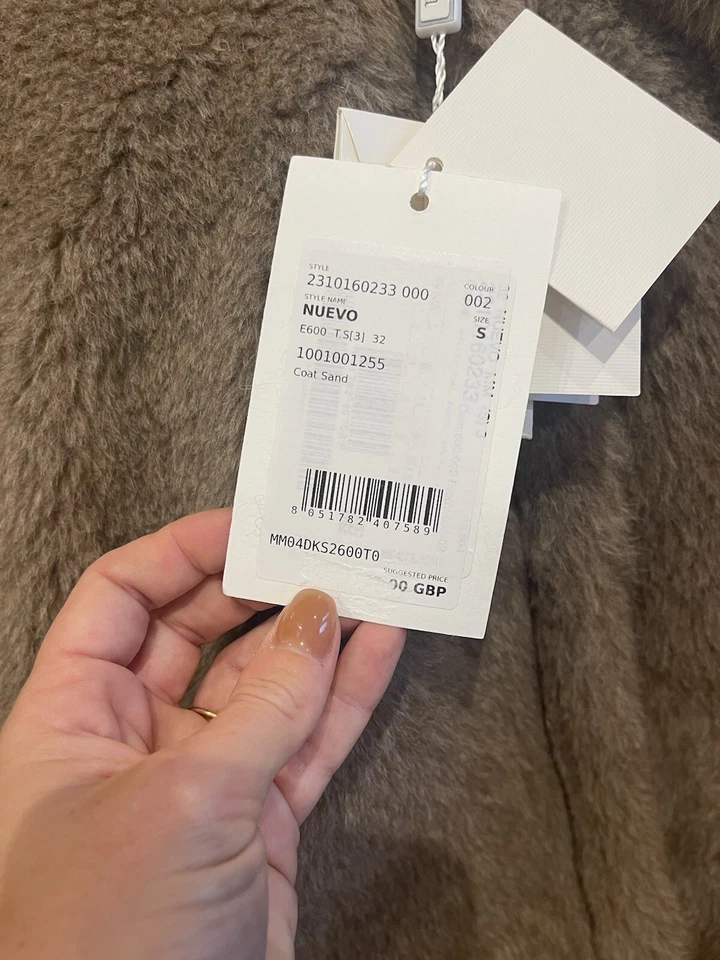 STYLE
2310160233 000
COLOUR
002
STYLE NAME
NUEVO
SIZE
S
E600 T.S[3] 32
1001001255
Coat Sand
8 051782 407589
MM04DKS2600T0
SUGGESTED PRICE
00 GBP